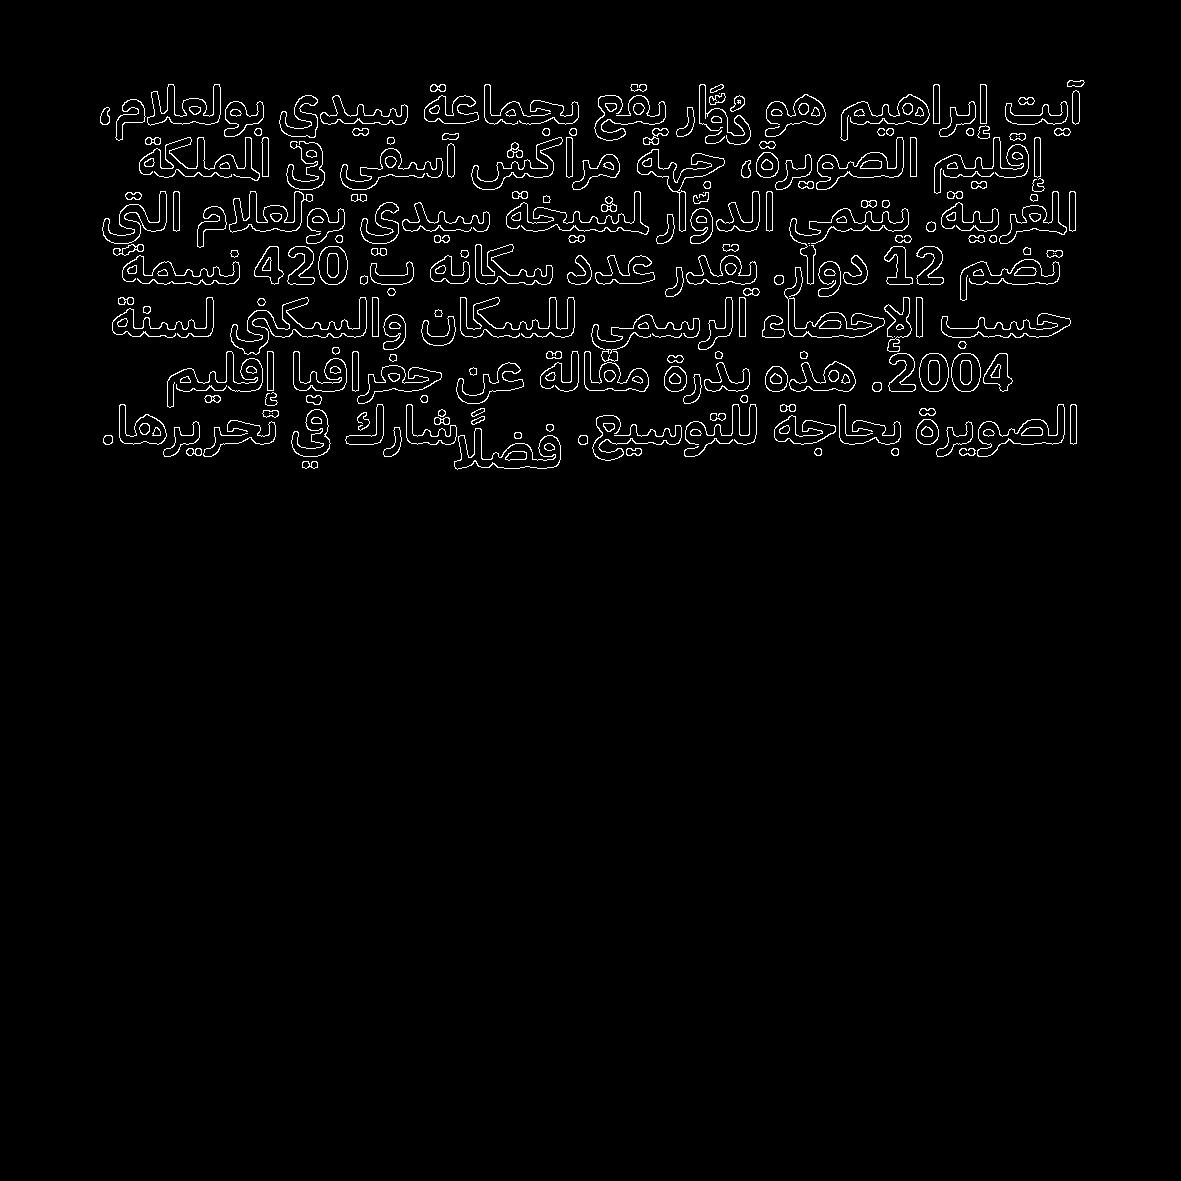 آيت إبراهيم هو دُوَّار يقع بجماعة سيدي بولعلام،
إقليم الصويرة، جهة مراكش آسفي في المملكة
المغربية. ينتمي الدوَّار لمشيخة سيدي بولعلام التي
تضم 12 دوار. يقدر عدد سكانه ب. 420 نسمة
حسب الإحصاء الرسمي للسكان والسكنى لسنة
2004. هذه بذرة مقالة عن جغرافيا إقليم
الصويرة بحاجة للتوسيع. فضلًا شارك في تحريرها.